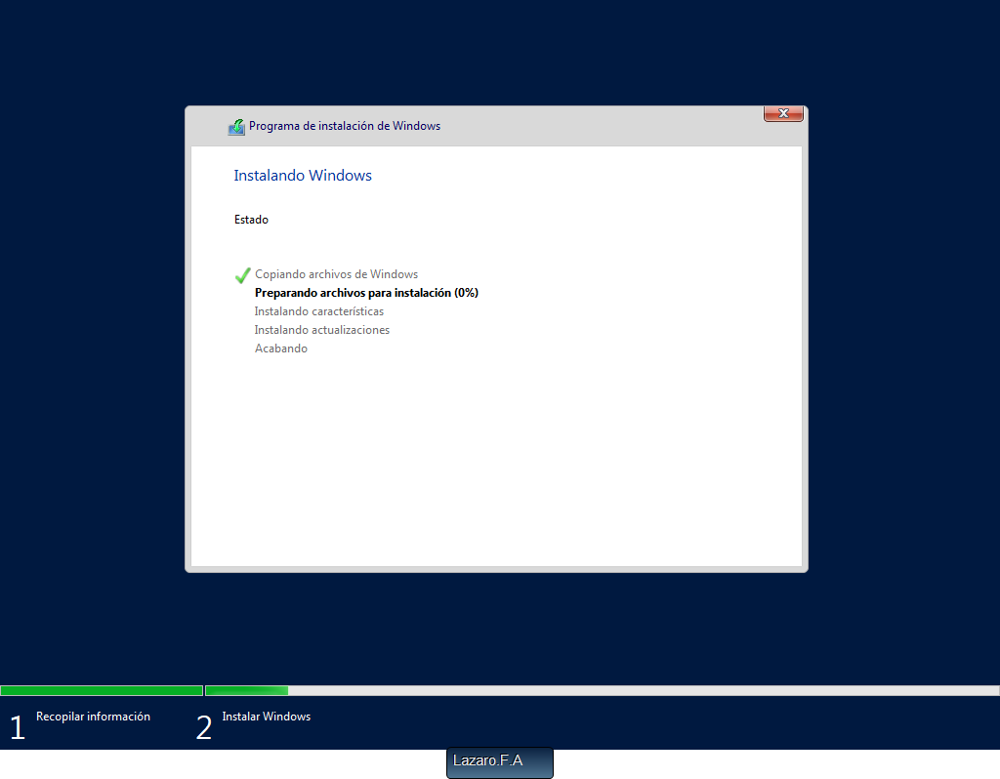 Programa de instalación de Windows
Instalando Windows
Estado
Copiando archivos de Windows
Preparando archivos para instalación (0%)
Instalando características
Instalando actualizaciones
Acabando
1 Recopilar información
2 Instalar Windows
Lazaro.F.A